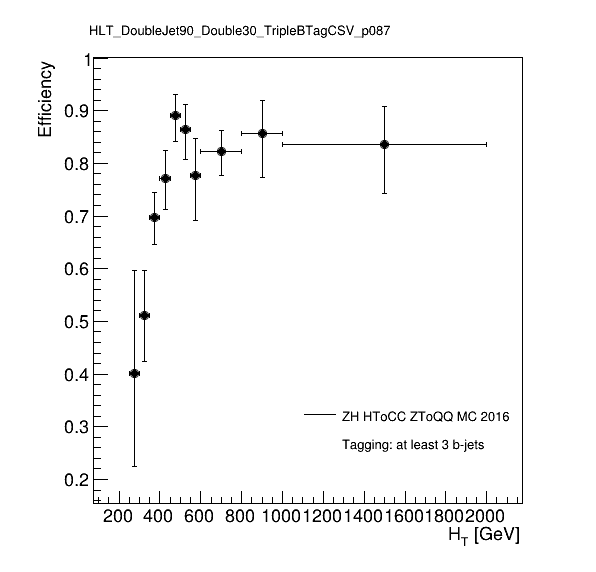 HLT_DoubleJet90_Double30_TripleBTagCSV_p087
Efficiency
1
0.9
0.8
0.7
0.6
0.5
0.4
0.3
0.2
ZH HToCC ZToQQ MC 2016
Tagging: at least 3 b-jets
200 400 600 800 1000 1200 1400 1600 1800 2000
H_T [GeV]